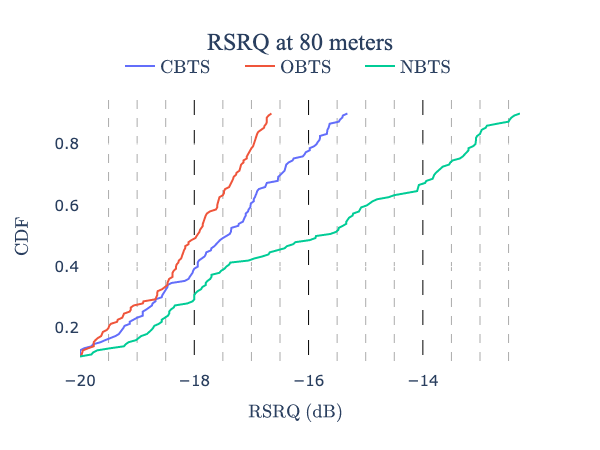 RSRQ at 80 meters
CBTS OBTS NBTS
0.8
0.6
0.4
0.2
CDF
−20 −18 −16 −14
RSRQ (dB)